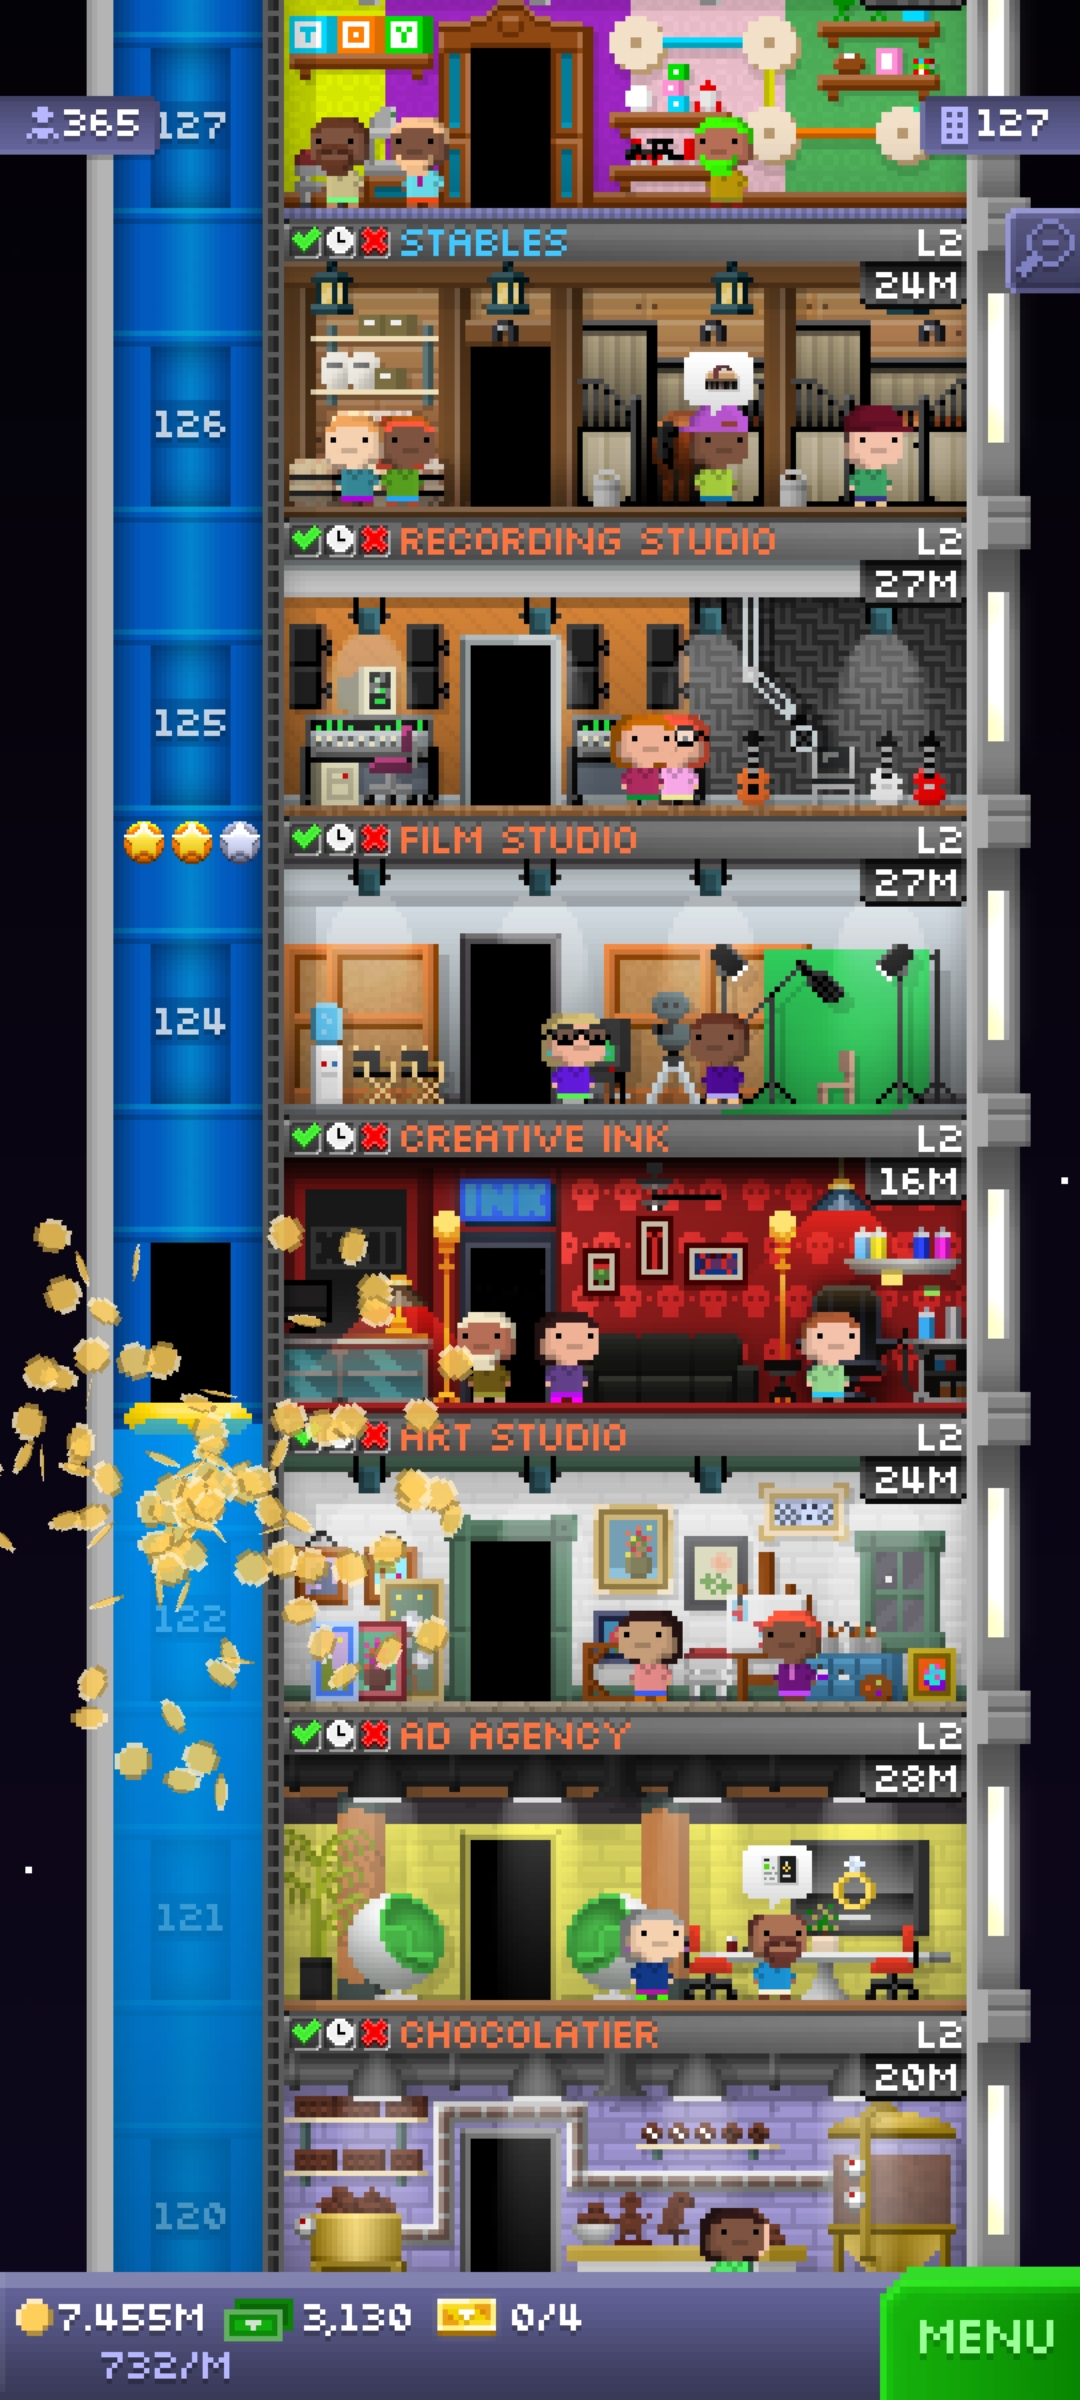 T O Y
365
127
127
STABLES L2
24M
126
RECORDING STUDIO L2
27M
125
FILM STUDIO L2
27M
124
CREATIVE INK L2
16M
INK
ART STUDIO L2
24M
122
AD AGENCY L2
28M
121
CHOCOLATIER L2
20M
120
7.455M 3,130 0/4
732/M
MENU